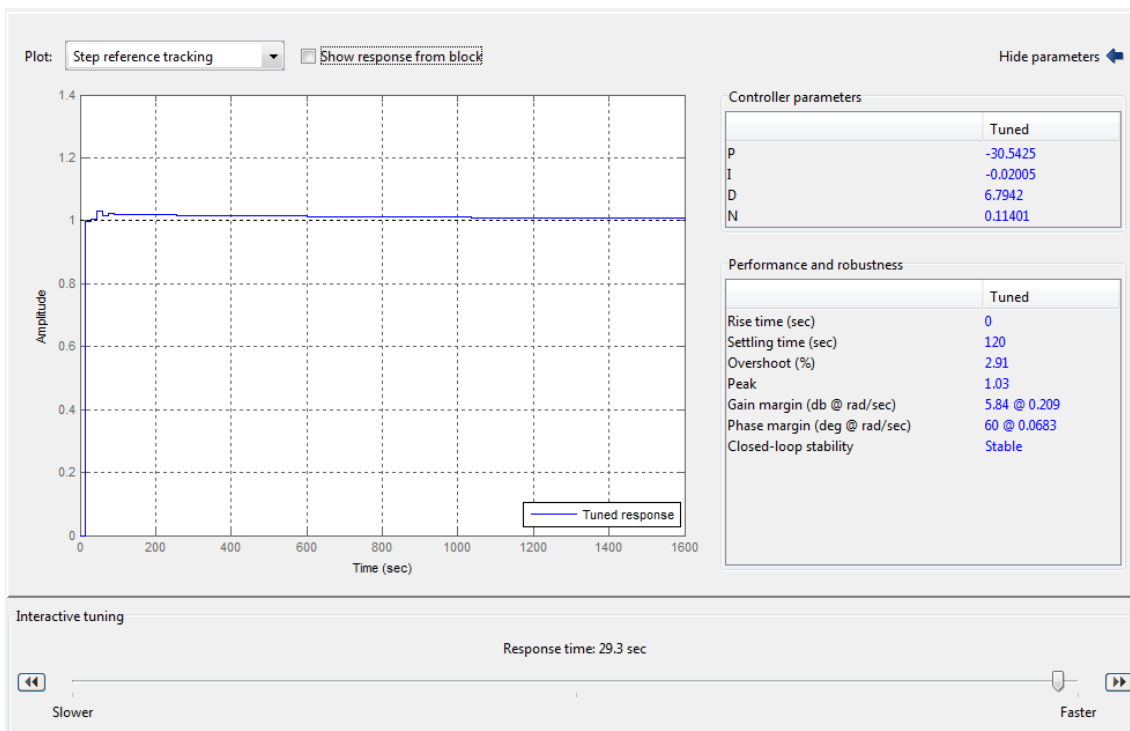 Plot: Step reference tracking Show response from block Hide parameters
1.4
1.2
1
0.8
0.6
0.4
0.2
0
Amplitude
0 200 400 600 800 1000 1200 1400 1600
Time (sec)
Tuned response
Controller parameters
Tuned
P -30.5425
I -0.02005
D 6.7942
N 0.11401
Performance and robustness
Tuned
Rise time (sec) 0
Settling time (sec) 120
Overshoot (%) 2.91
Peak 1.03
Gain margin (db @ rad/sec) 5.84 @ 0.209
Phase margin (deg @ rad/sec) 60 @ 0.0683
Closed-loop stability Stable
Interactive tuning
Response time: 29.3 sec
Slower Faster